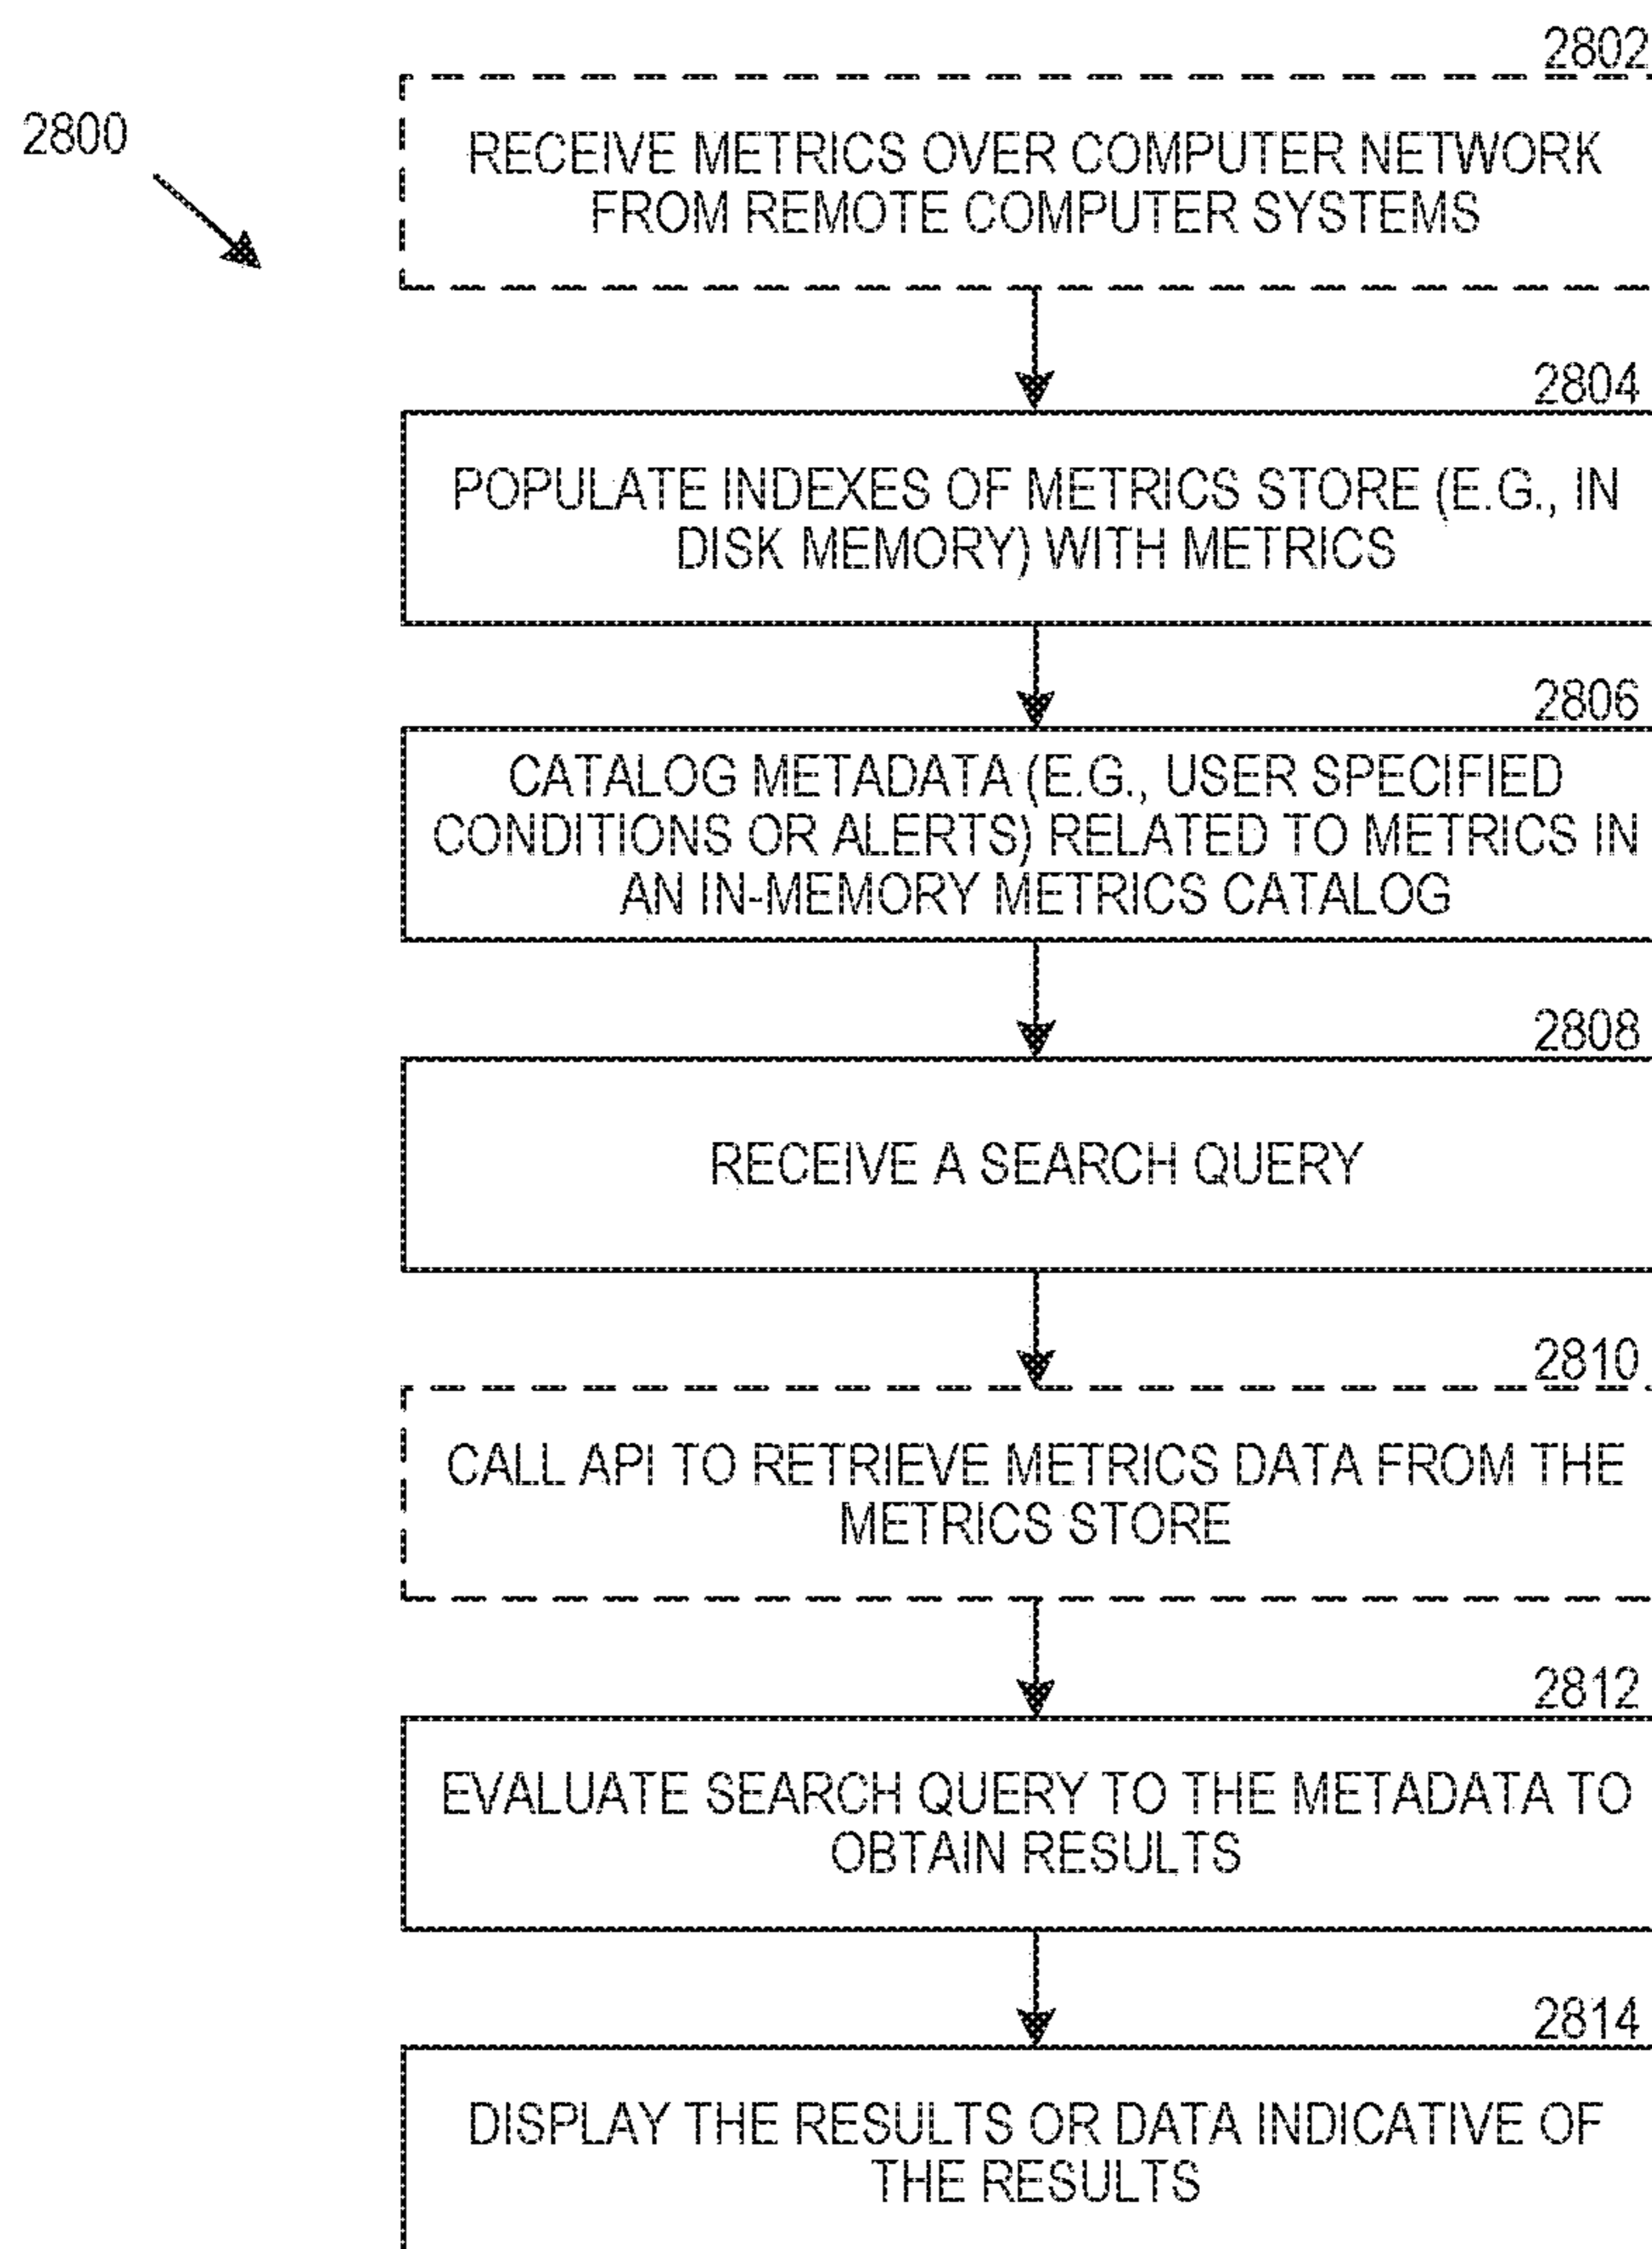 2802
2800
RECEIVE METRICS OVER COMPUTER NETWORK
FROM REMOTE COMPUTER SYSTEMS
2804
POPULATE INDEXES OF METRICS STORE (E.G., IN
DISK MEMORY) WITH METRICS
2806
CATALOG METADATA (E.G., USER SPECIFIED
CONDITIONS OR ALERTS) RELATED TO METRICS IN
AN IN-MEMORY METRICS CATALOG
2808
RECEIVE A SEARCH QUERY
2810
CALL API TO RETRIEVE METRICS DATA FROM THE
METRICS STORE
2812
EVALUATE SEARCH QUERY TO THE METADATA TO
OBTAIN RESULTS
2814
DISPLAY THE RESULTS OR DATA INDICATIVE OF
THE RESULTS